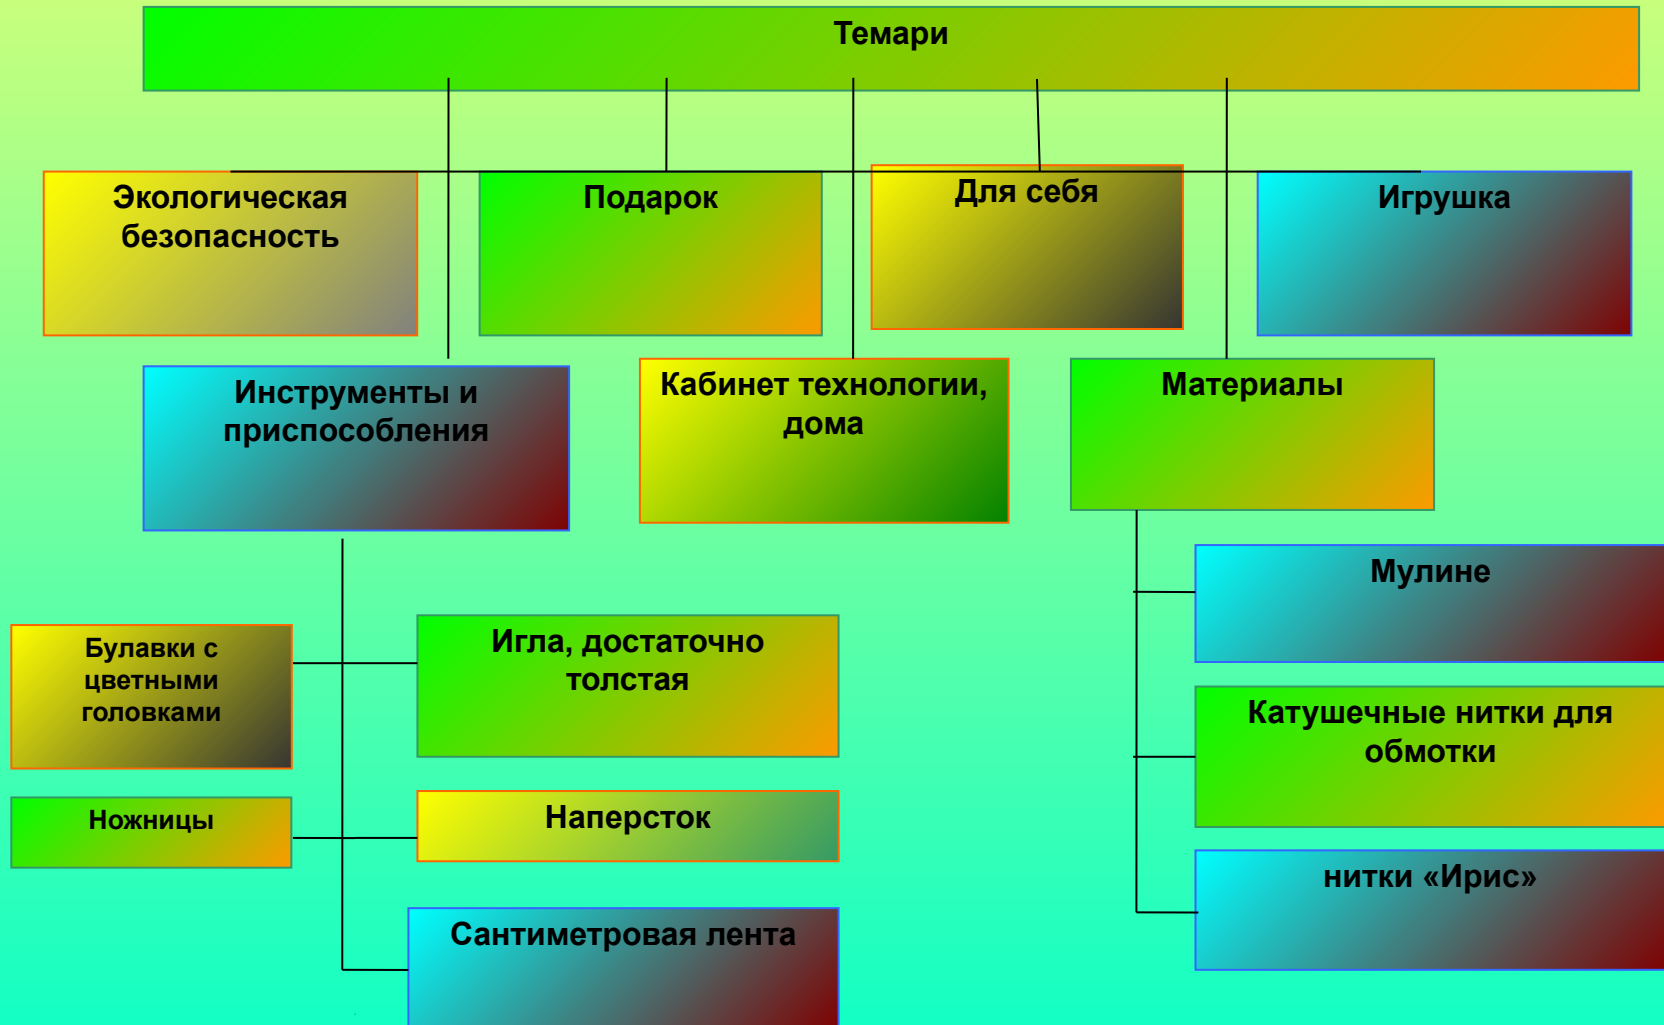 Темари
Экологическая
безопасность
Подарок
Для себя
Игрушка
Инструменты и
приспособления
Кабинет технологии,
дома
Материалы
Мулине
Булавки с
цветными
головками
Игла, достаточно
толстая
Катушечные нитки для
обмотки
Ножницы
Наперсток
нитки «Ирис»
Сантиметровая лента